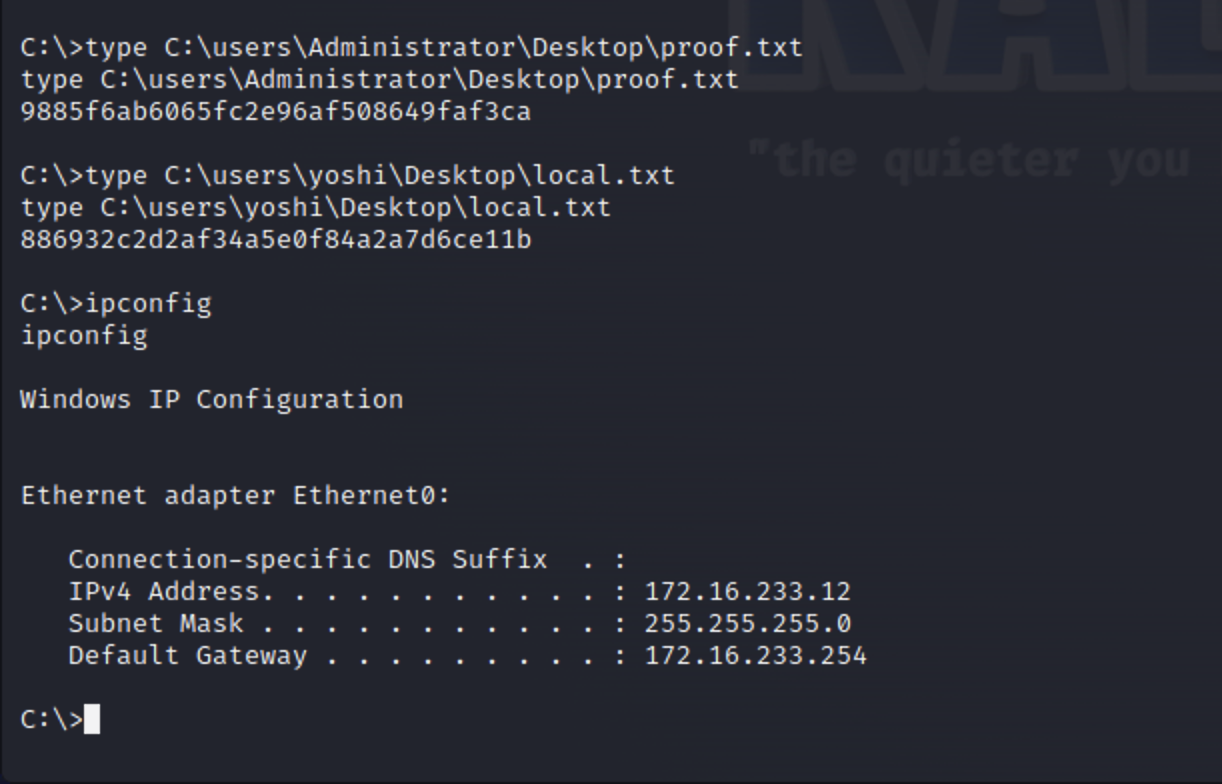 C:\>type C:\users\Administrator\Desktop\proof.txt
type C:\users\Administrator\Desktop\proof.txt
9885f6ab6065fc2e96af508649faf3ca
"the quieter you
C:\>type C:\users\yoshi\Desktop\local.txt
type C:\users\yoshi\Desktop\local.txt
886932c2d2af34a5e0f84a2a7d6ce11b
C:\>ipconfig
ipconfig
Windows IP Configuration
Ethernet adapter Ethernet0:
Connection-specific DNS Suffix  . :
IPv4 Address. . . . . . . . . . . : 172.16.233.12
Subnet Mask . . . . . . . . . . . : 255.255.255.0
Default Gateway . . . . . . . . . : 172.16.233.254
C:\>